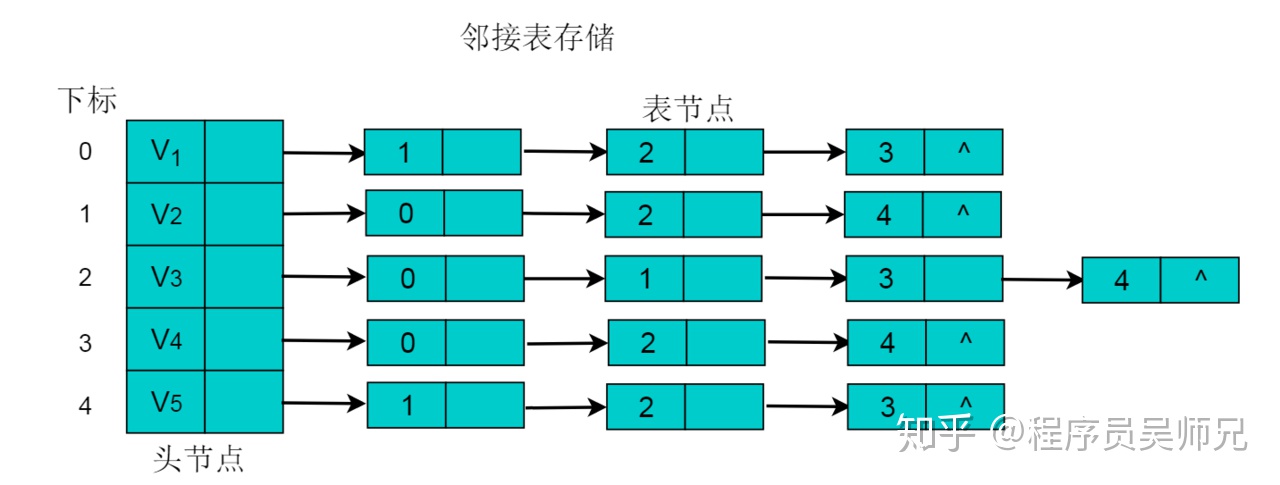 邻接表存储
下标
表节点
0 V1 1 2 3 ^
1 V2 0 2 4 ^
2 V3 0 1 3 4 ^
3 V4 0 2 4 ^
4 V5 1 2 3 ^
头节点
知乎 @程序员吴师兄